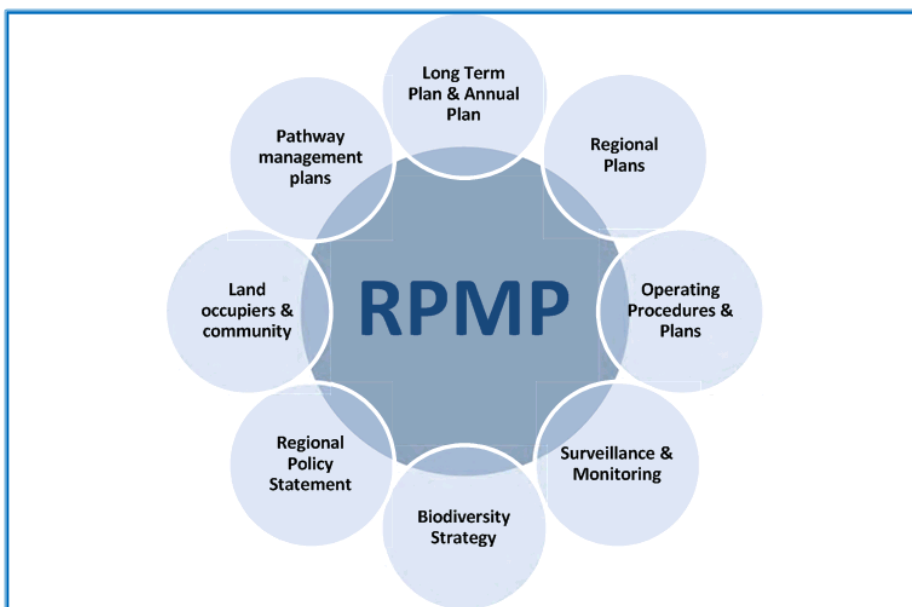 Long Term
Plan & Annual
Plan
Regional
Plans
Operating
Procedures &
Plans
Surveillance &
Monitoring
Biodiversity
Strategy
Regional
Policy
Statement
Land
occupiers &
community
Pathway
management
plans
RPMP